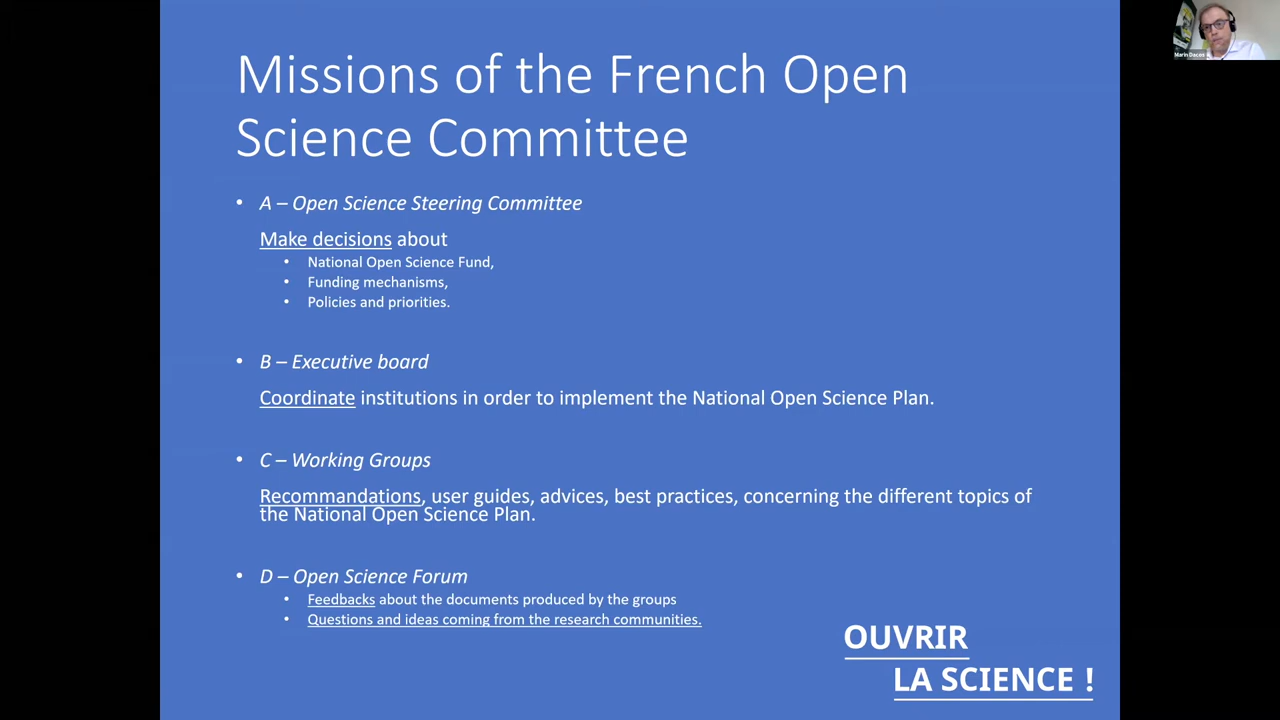 Missions of the French Open
Science Committee
• A – Open Science Steering Committee
Make decisions about
• National Open Science Fund,
• Funding mechanisms,
• Policies and priorities.
• B – Executive board
Coordinate institutions in order to implement the National Open Science Plan.
• C – Working Groups
Recommandations, user guides, advices, best practices, concerning the different topics of
the National Open Science Plan.
• D – Open Science Forum
• Feedbacks about the documents produced by the groups
• Questions and ideas coming from the research communities.
OUVRIR
LA SCIENCE !
Marin Dacos